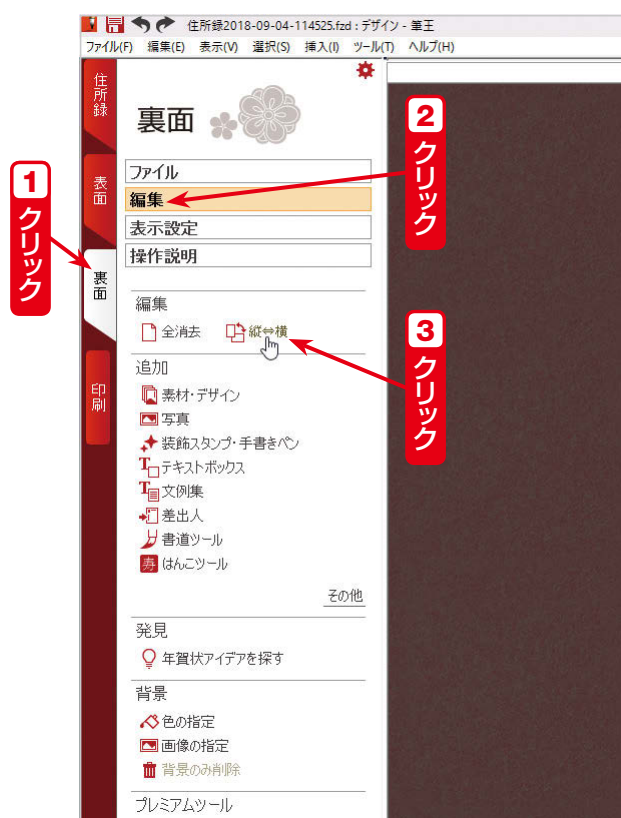 住所録2018-09-04-114525.fzd : デザイン - 筆王
ファイル(F) 編集(E) 表示(V) 選択(S) 挿入(I) ツール(T) ヘルプ(H)
住所録
表面
裏面
印刷
裏面
ファイル
編集
表示設定
操作説明
編集
全消去 縦⇔横
追加
素材・デザイン
写真
装飾スタンプ・手書きペン
テキストボックス
文例集
差出人
書道ツール
寿 はんこツール
その他
発見
年賀状アイデアを探す
背景
色の指定
画像の指定
背景のみ削除
プレミアムツール
1 クリック
2 クリック
3 クリック